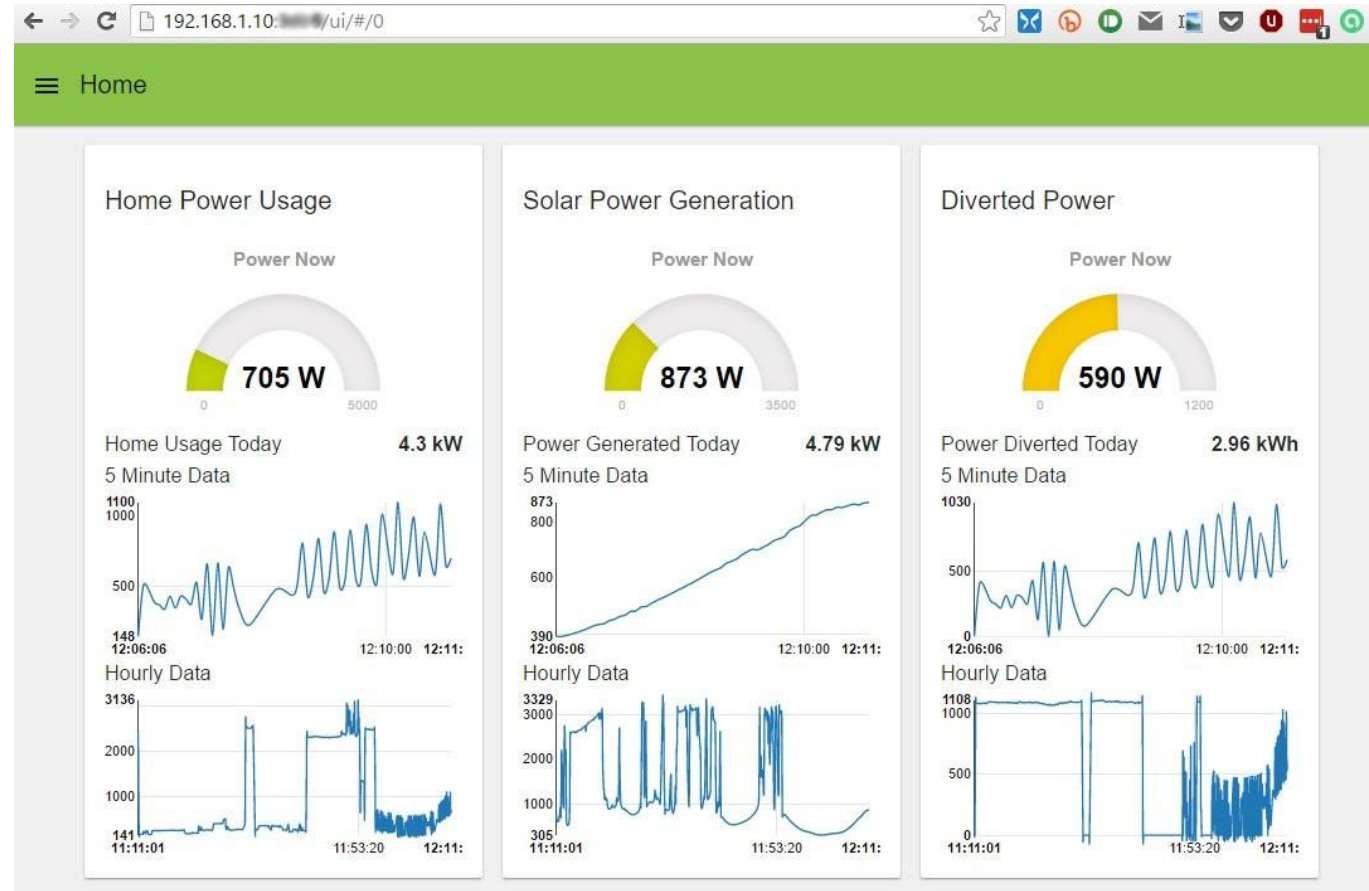 192.168.1.10: /ui/#/0
Home
Home Power Usage
Power Now
705 W
0 5000
Home Usage Today 4.3 kW
5 Minute Data
1100
1000
500
148
12:06:06 12:10:00 12:11:
Hourly Data
3136
2000
1000
141
11:11:01 11:53:20 12:11:
Solar Power Generation
Power Now
873 W
0 3500
Power Generated Today 4.79 kW
5 Minute Data
873
800
600
390
12:06:06 12:10:00 12:11:
Hourly Data
3329
3000
2000
1000
305
11:11:01 11:53:20 12:11:
Diverted Power
Power Now
590 W
0 1200
Power Diverted Today 2.96 kWh
5 Minute Data
1030
500
0
12:06:06 12:10:00 12:11:
Hourly Data
1108
1000
500
0
11:11:01 11:53:20 12:11: